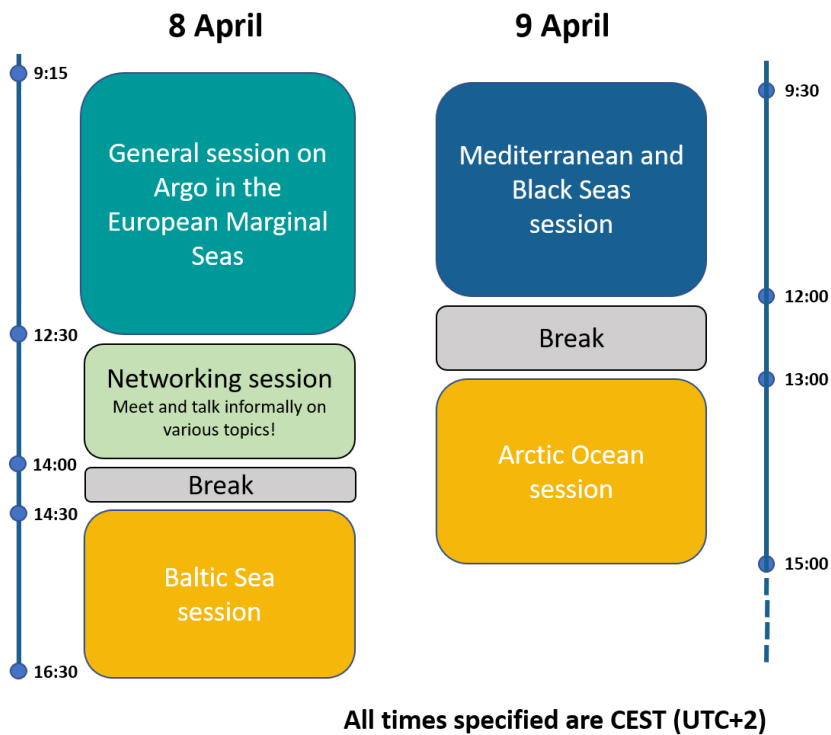 8 April
9 April
9:15
General session on
Argo in the
European Marginal
Seas
12:30
Networking session
Meet and talk informally on
various topics!
14:00
Break
14:30
Baltic Sea
session
16:30
9:30
Mediterranean and
Black Seas
session
12:00
Break
13:00
Arctic Ocean
session
15:00
All times specified are CEST (UTC+2)